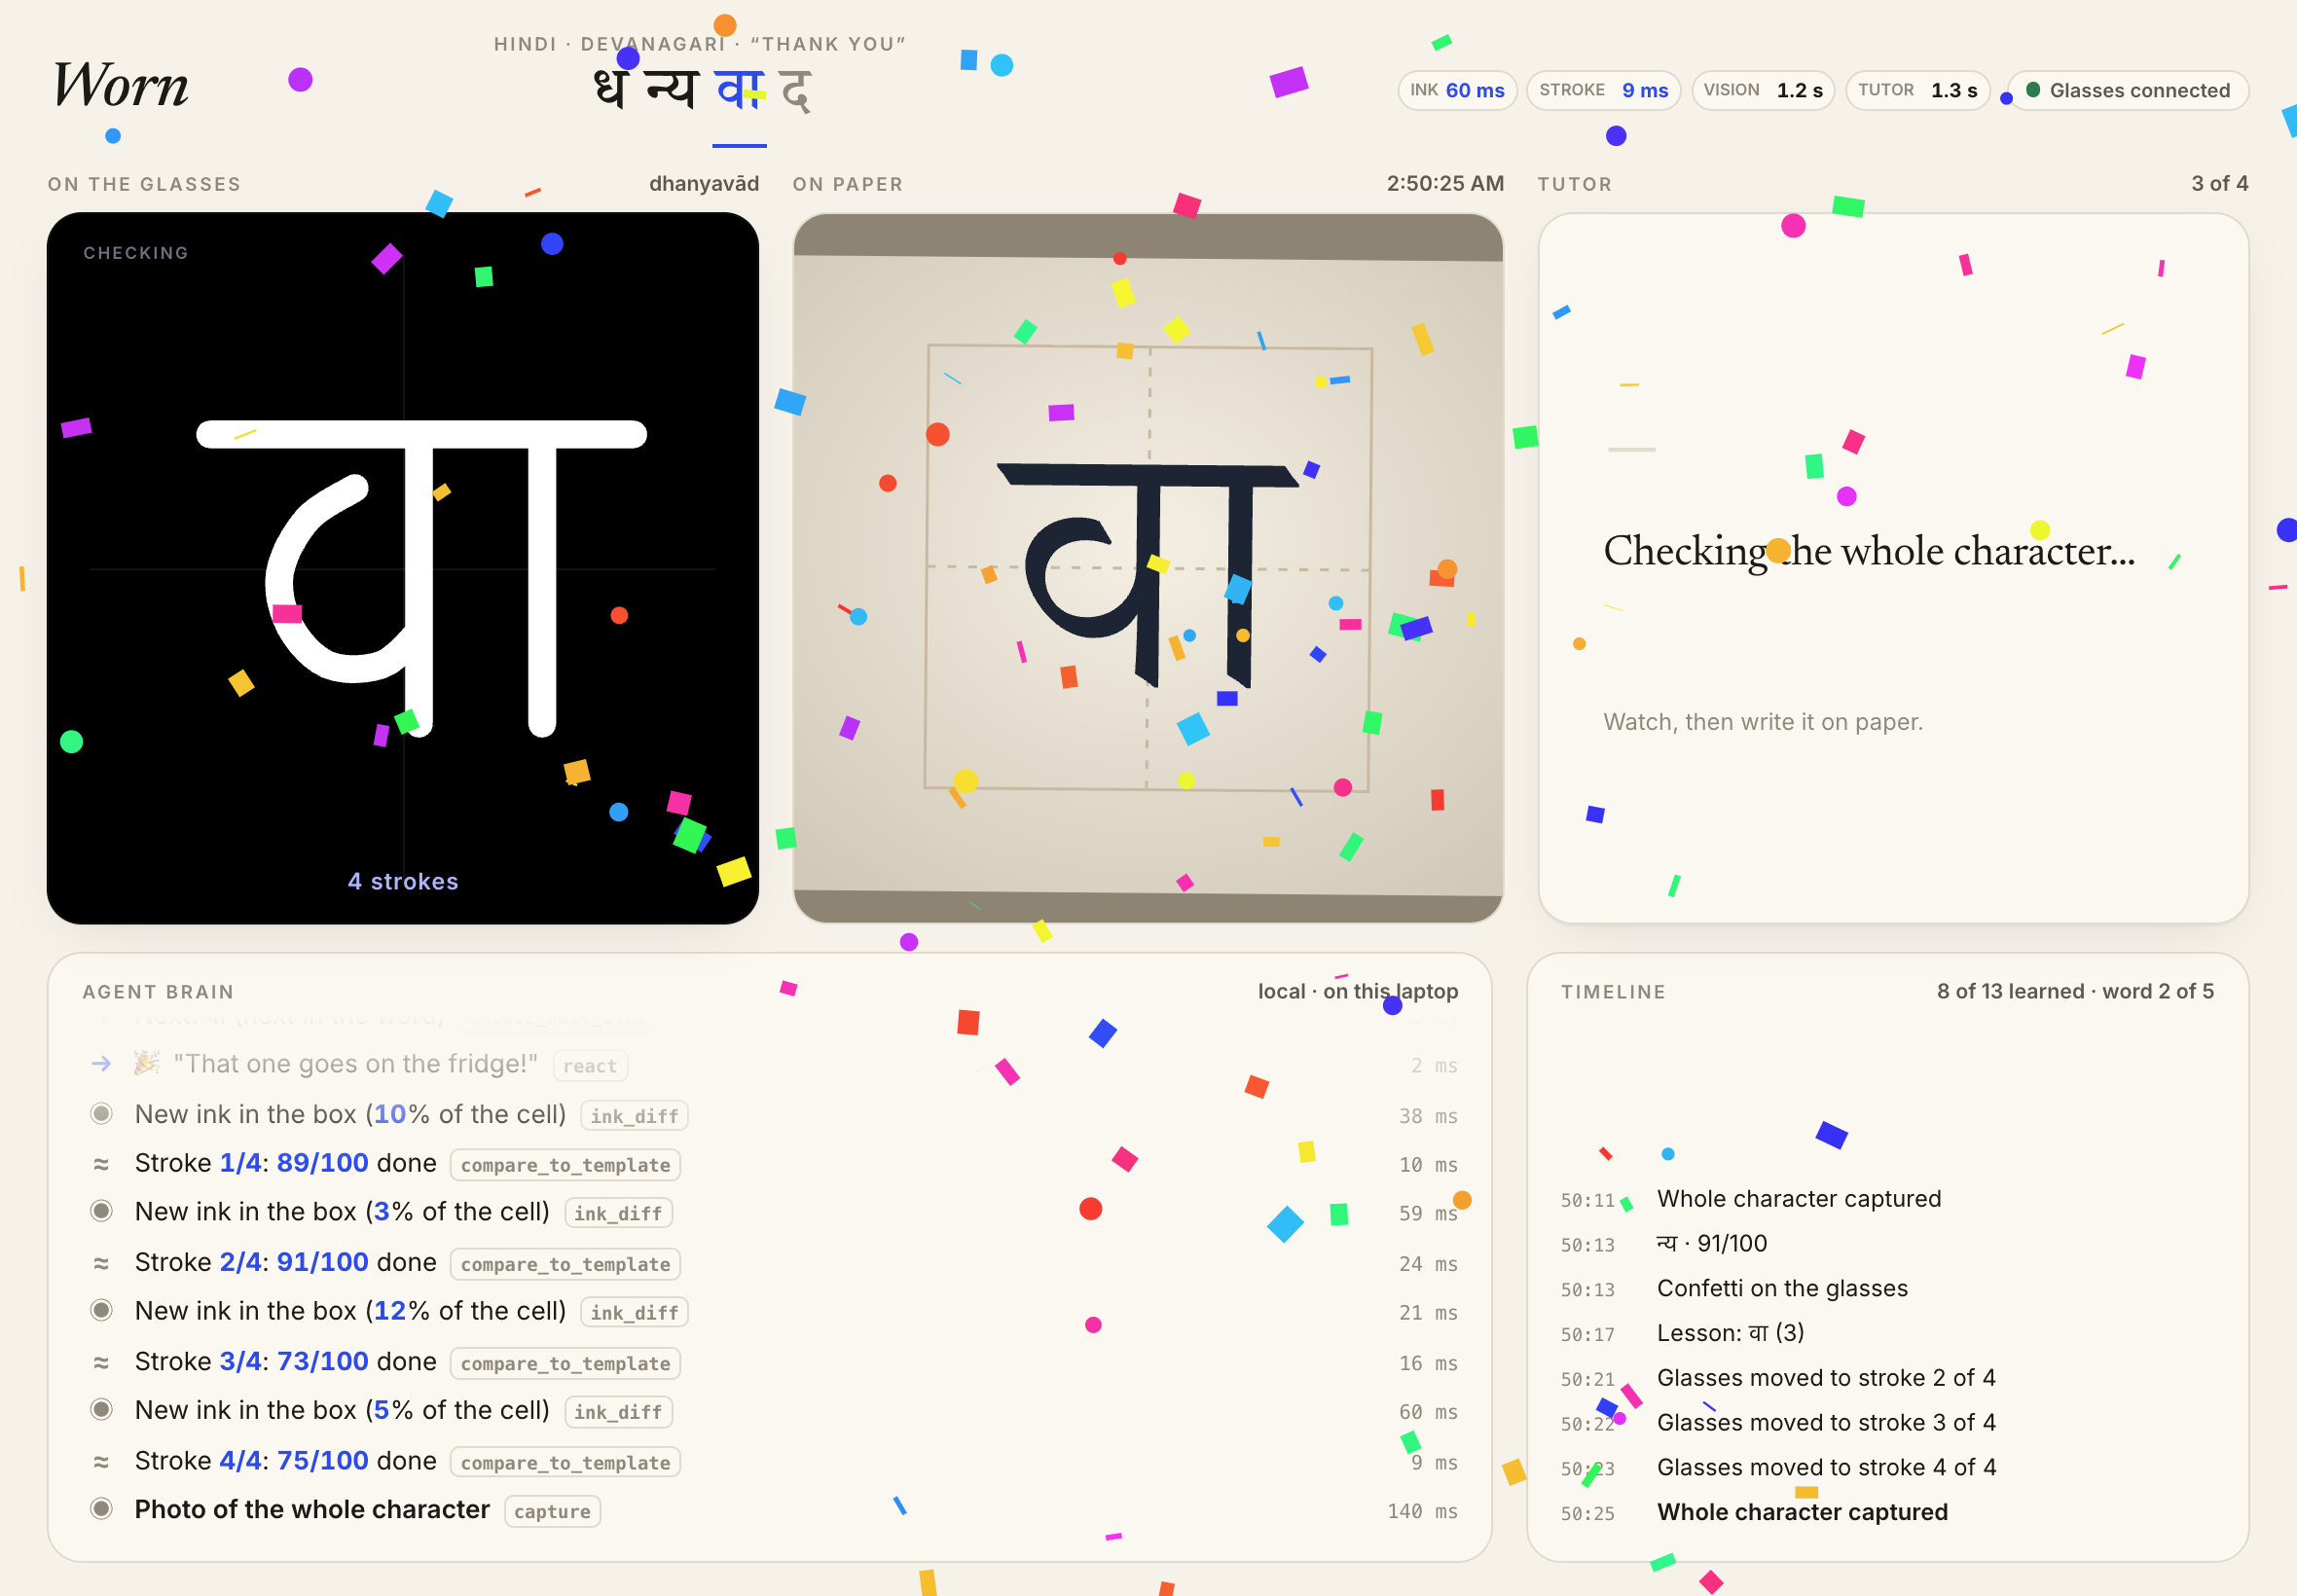 HINDI · DEVANAGARI · “THANK YOU”
Worn
ध न्य वा द
INK 60 ms
STROKE 9 ms
VISION 1.2 s
TUTOR 1.3 s
Glasses connected
ON THE GLASSES
dhanyavād
ON PAPER
2:50:25 AM
TUTOR
3 of 4
CHECKING
वा
4 strokes
वा
Checking the whole character...
Watch, then write it on paper.
AGENT BRAIN
local · on this laptop
→ 🎉 "That one goes on the fridge!" react 2 ms
New ink in the box (10% of the cell) ink_diff 38 ms
≈ Stroke 1/4: 89/100 done compare_to_template 10 ms
New ink in the box (3% of the cell) ink_diff 59 ms
≈ Stroke 2/4: 91/100 done compare_to_template 24 ms
New ink in the box (12% of the cell) ink_diff 21 ms
≈ Stroke 3/4: 73/100 done compare_to_template 16 ms
New ink in the box (5% of the cell) ink_diff 60 ms
≈ Stroke 4/4: 75/100 done compare_to_template 9 ms
Photo of the whole character capture 140 ms
TIMELINE
8 of 13 learned · word 2 of 5
50:11 Whole character captured
50:13 न्य · 91/100
50:13 Confetti on the glasses
50:17 Lesson: वा (3)
50:21 Glasses moved to stroke 2 of 4
50:22 Glasses moved to stroke 3 of 4
50:23 Glasses moved to stroke 4 of 4
50:25 Whole character captured